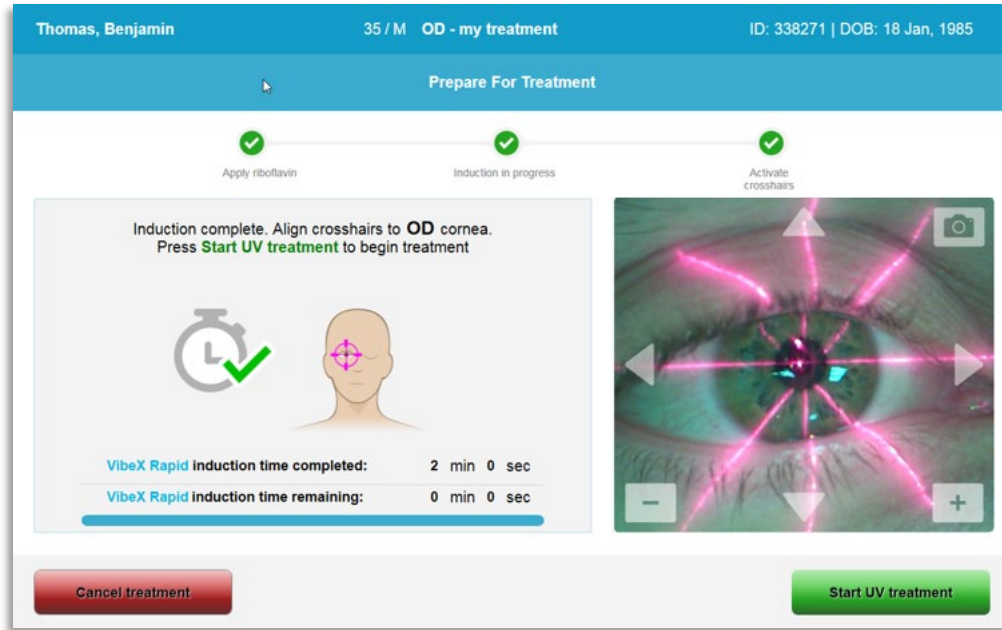 Thomas, Benjamin 35 / M OD - my treatment ID: 338271 | DOB: 18 Jan, 1985
Prepare For Treatment
Apply riboflavin
Induction in progress
Activate
crosshairs
Induction complete. Align crosshairs to OD cornea.
Press Start UV treatment to begin treatment
VibeX Rapid induction time completed: 2 min 0 sec
VibeX Rapid induction time remaining: 0 min 0 sec
Cancel treatment
Start UV treatment